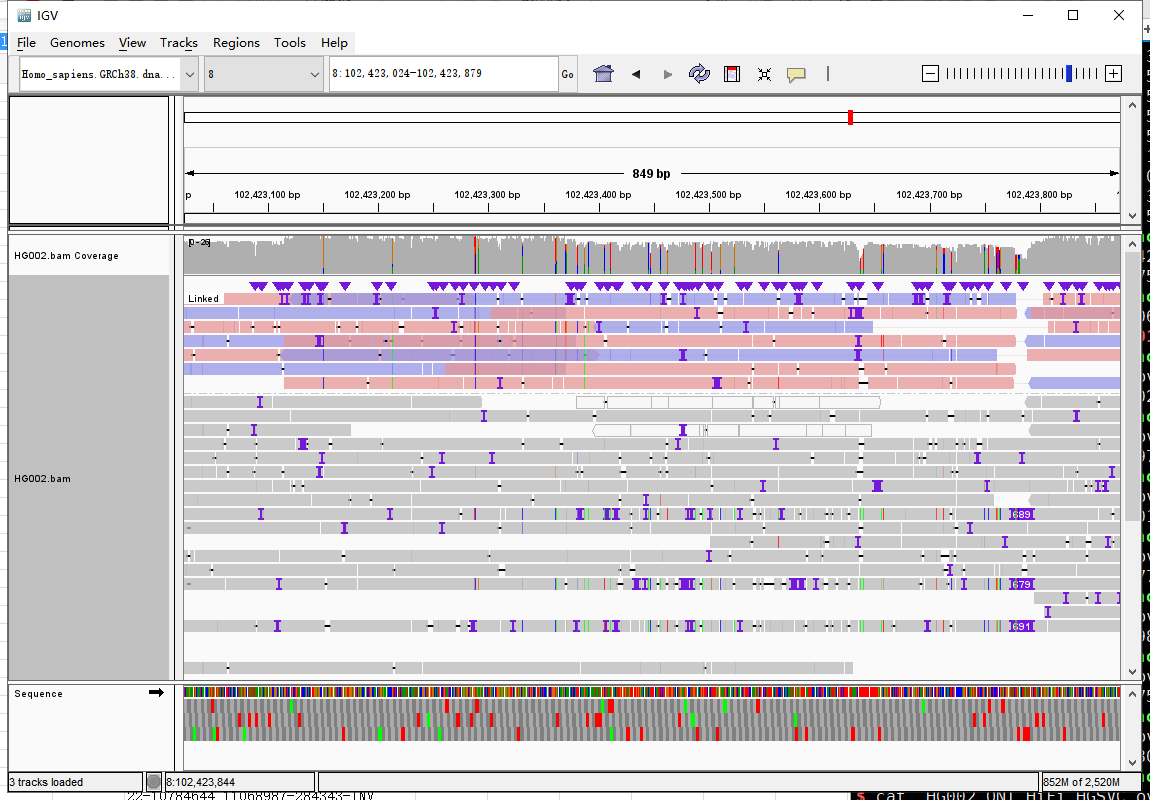 IGV
File Genomes View Tracks Regions Tools Help
Homo_sapiens.GRCh38.dna... 8 8:102,423,024-102,423,879 Go
849 bp
p 102,423,100 bp 102,423,200 bp 102,423,300 bp 102,423,400 bp 102,423,500 bp 102,423,600 bp 102,423,700 bp 102,423,800 bp
[0-26]
HG002.bam Coverage
Linked
HG002.bam
689
679
691
Sequence
3 tracks loaded 8:102,423,844 852M of 2,520M